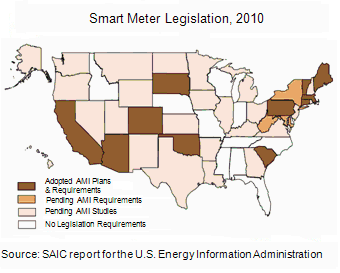 Smart Meter Legislation, 2010
Adopted AMI Plans
& Requirements
Pending AMI Requirements
Pending AMI Studies
No Legislation Requirements
Source: SAIC report for the U.S. Energy Information Administration